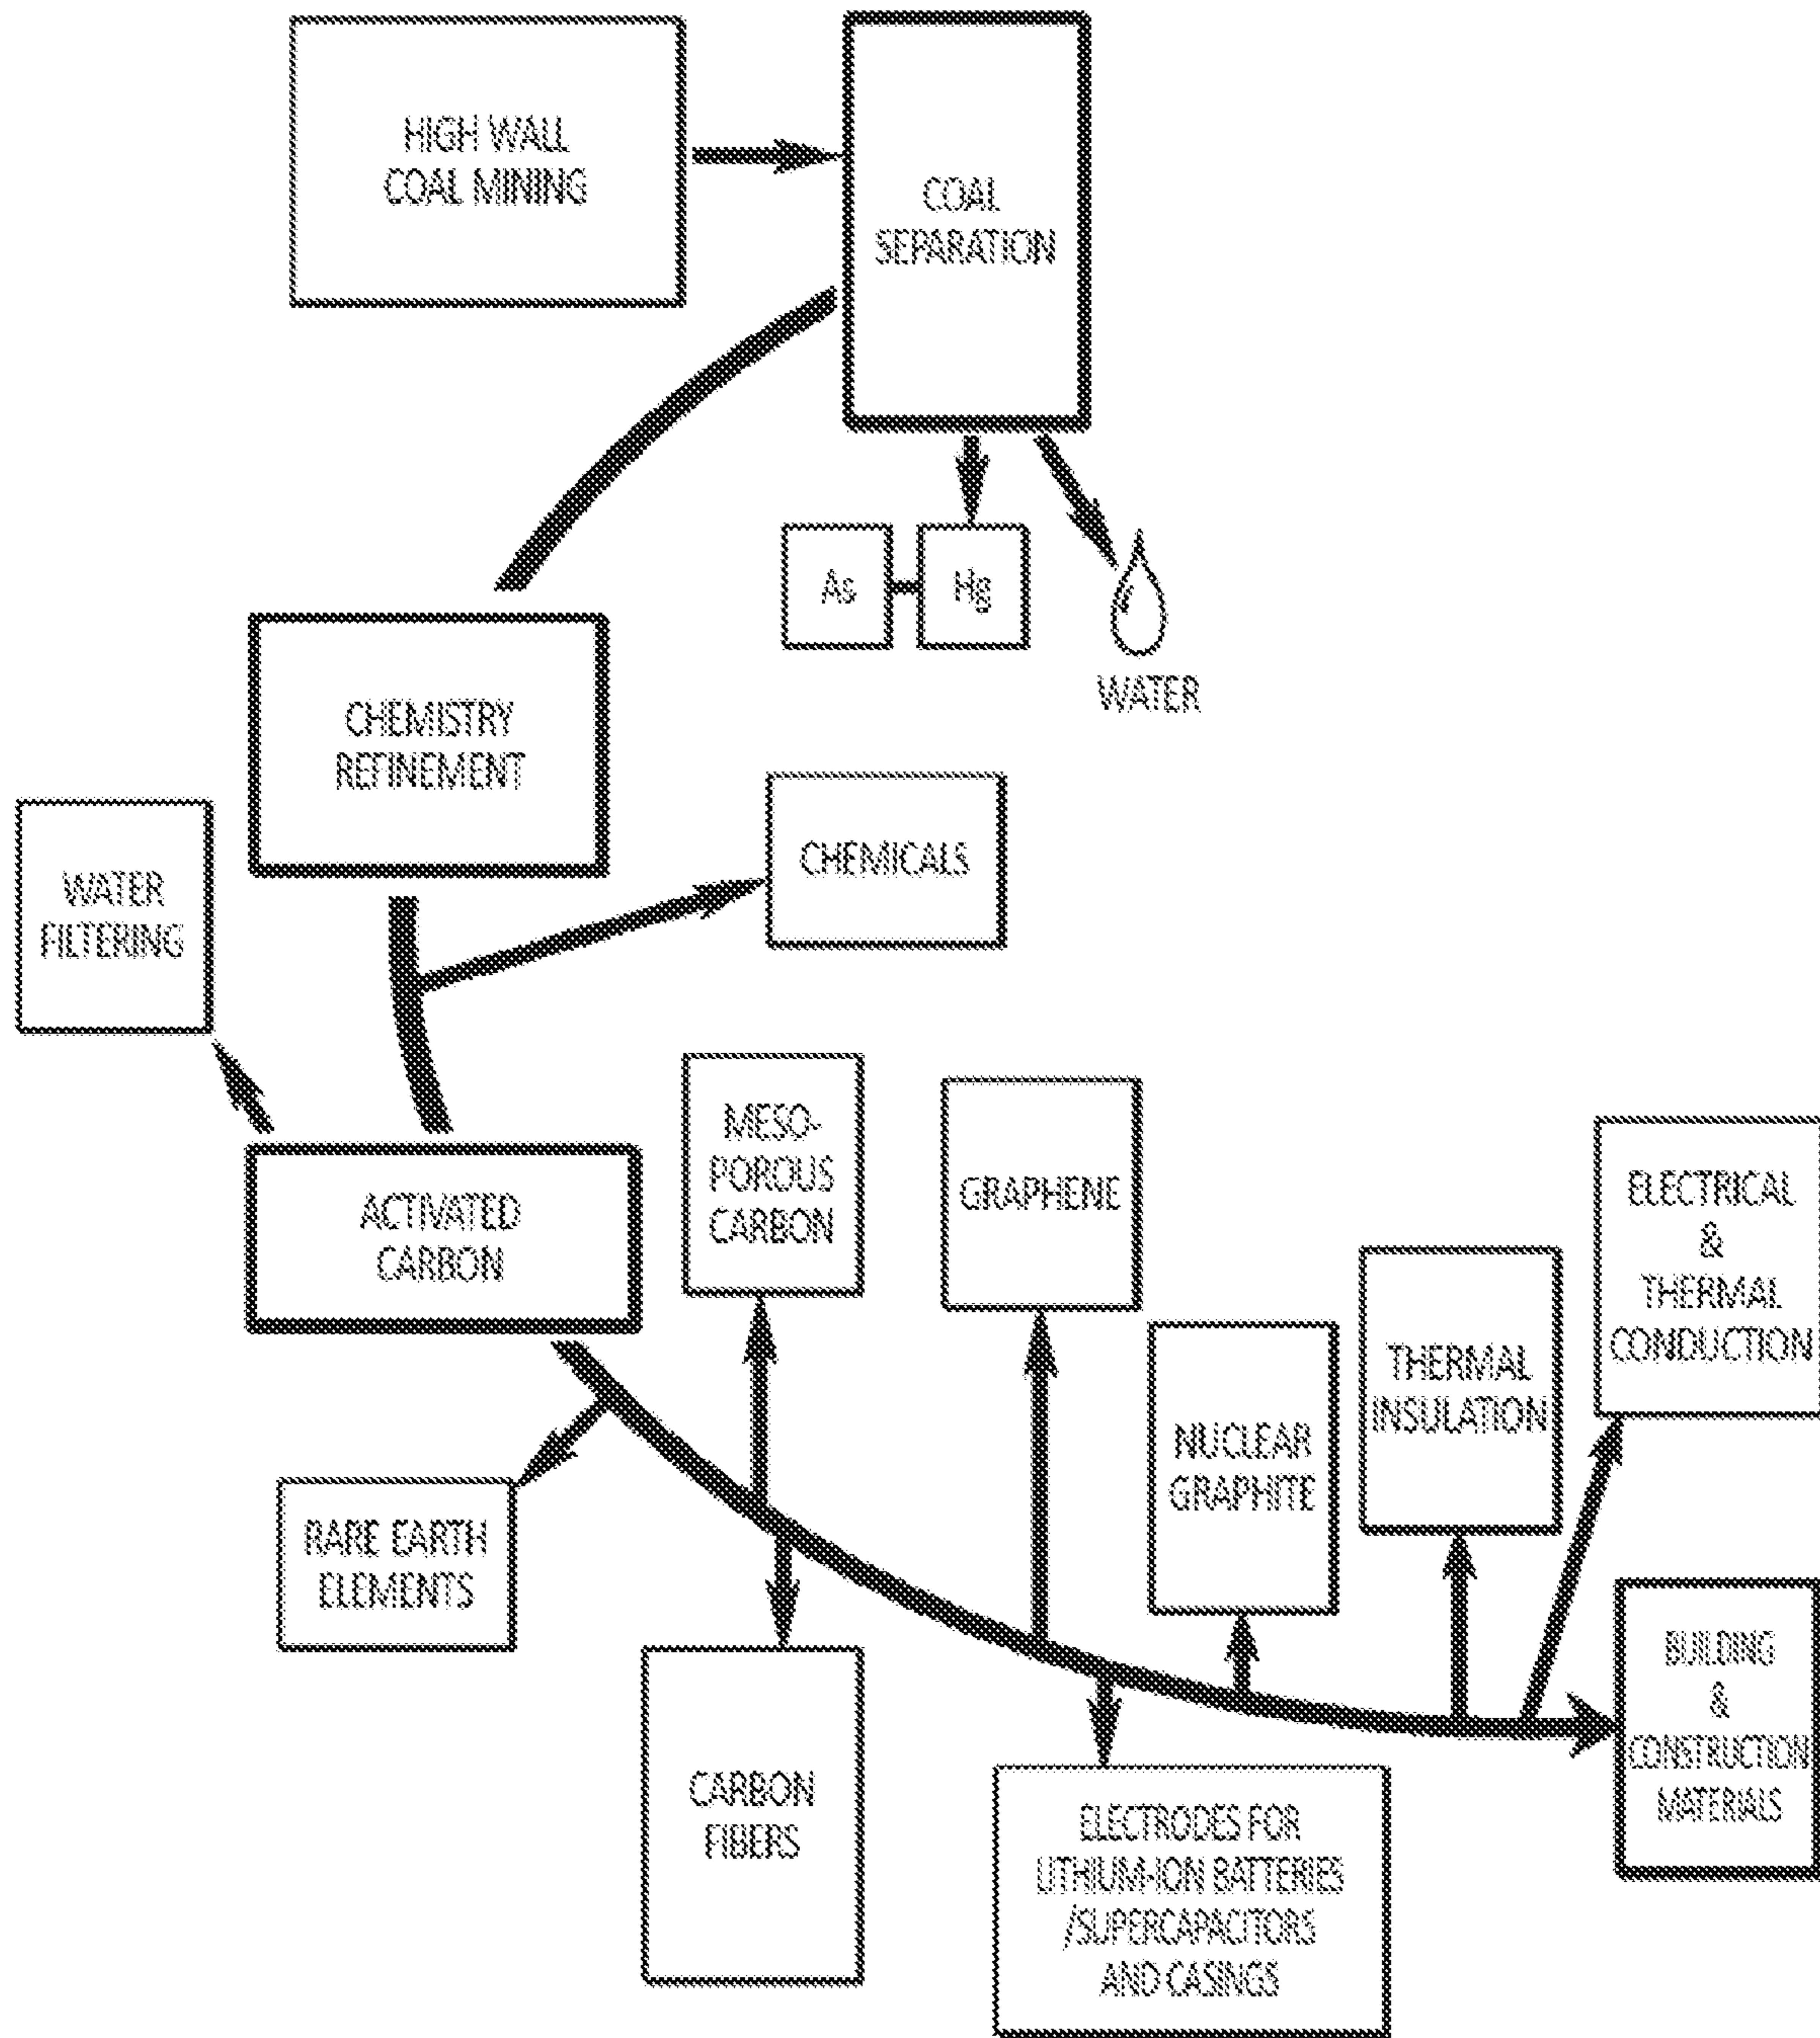 HIGH WALL
COAL MINING
COAL
SEPARATION
As
Hg
WATER
CHEMISTRY
REFINEMENT
CHEMICALS
WATER
FILTERING
ACTIVATED
CARBON
MESO-
POROUS
CARBON
GRAPHENE
ELECTRICAL
&
THERMAL
CONDUCTION
THERMAL
INSULATION
NUCLEAR
GRAPHITE
RARE EARTH
ELEMENTS
CARBON
FIBERS
ELECTRODES FOR
LITHIUM-ION BATTERIES
/SUPERCAPACITORS
AND CASINGS
BUILDING
&
CONSTRUCTION
MATERIALS